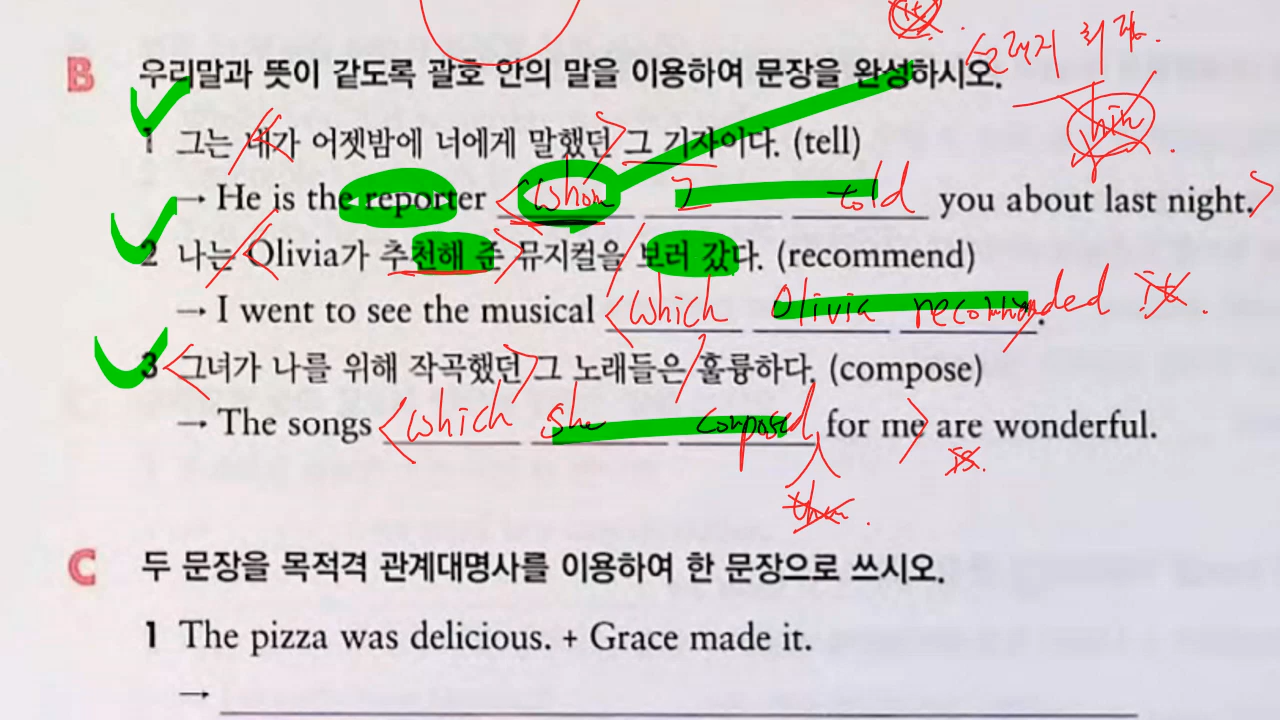 it.
B 우리말과 뜻이 같도록 괄호 안의 말을 이용하여 문장을 완성하시오.
him.
1 그는 내가 어젯밤에 너에게 말했던 그 기자이다. (tell)
→ He is the reporter whom I told you about last night.
2 나는 Olivia가 추천해 준 뮤지컬을 보러 갔다. (recommend)
→ I went to see the musical which Olivia recommended. it.
3 그녀가 나를 위해 작곡했던 그 노래들은 훌륭하다. (compose)
→ The songs which she composed for me are wonderful.
is.
them.
C 두 문장을 목적격 관계대명사를 이용하여 한 문장으로 쓰시오.
1 The pizza was delicious. + Grace made it.
→